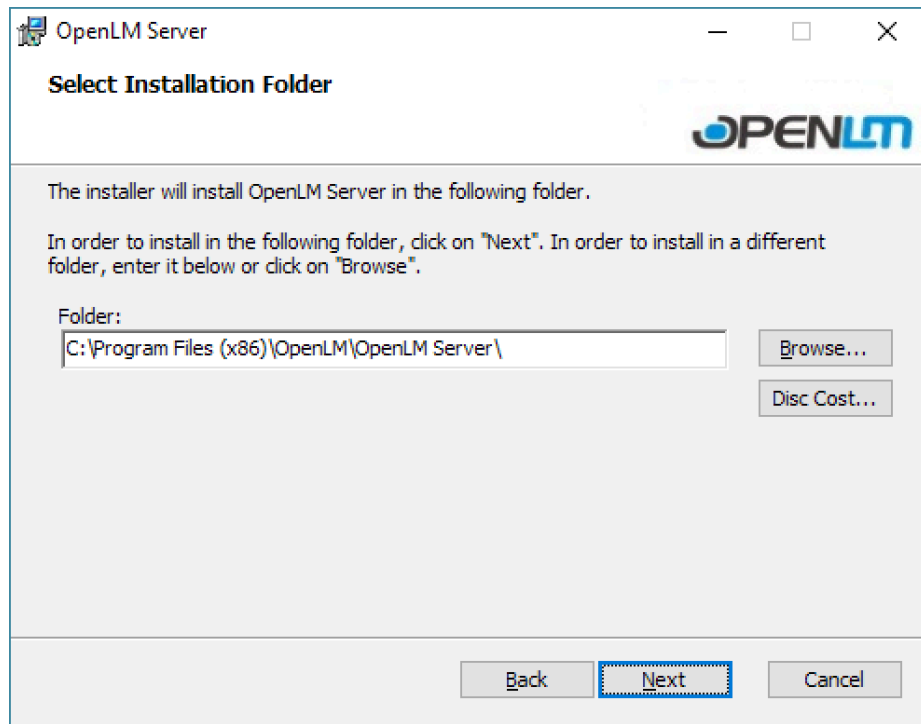 OpenLM Server
Select Installation Folder
OPENLM
The installer will install OpenLM Server in the following folder.
In order to install in the following folder, click on "Next". In order to install in a different
folder, enter it below or click on "Browse".
Folder:
C:\Program Files (x86)\OpenLM\OpenLM Server\
Browse...
Disc Cost...
Back
Next
Cancel